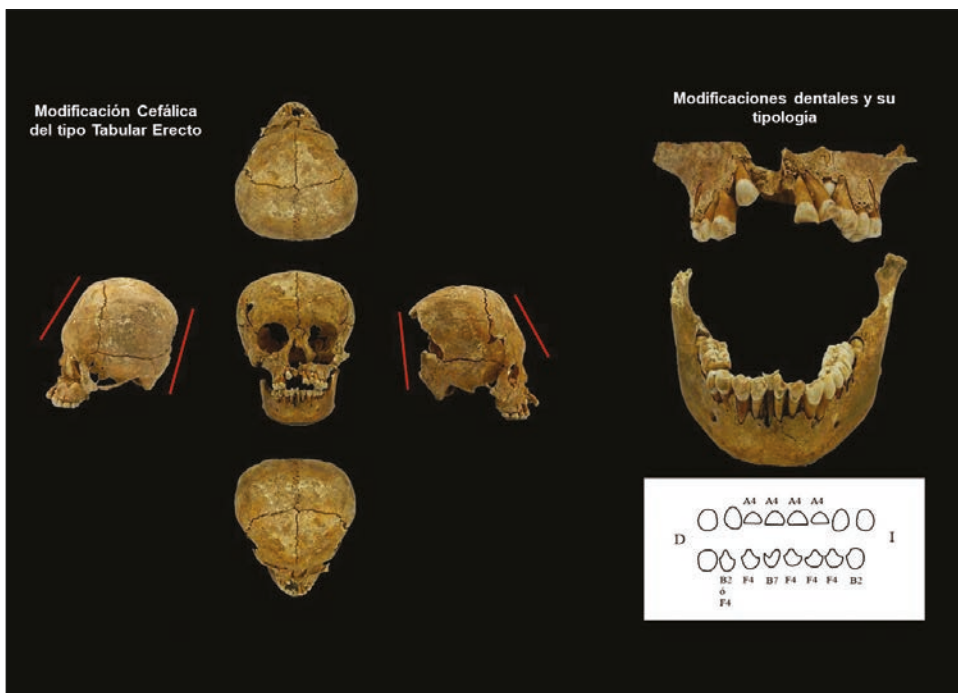 Modificación Cefálica
del tipo Tabular Erecto
Modificaciones dentales y su
tipologia
A4 A4 A4 A4
D I
B2 F4 B7 F4 F4 F4 B2
ó
F4